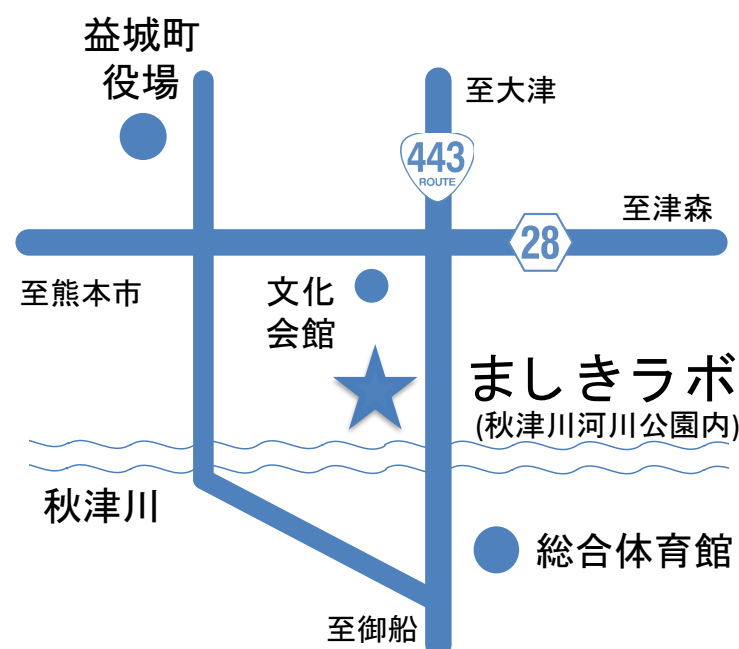 益城町
役場
至大津
443
ROUTE
至津森
28
至熊本市
文化
会館
ましきラボ
(秋津川河川公園内)
秋津川
総合体育館
至御船